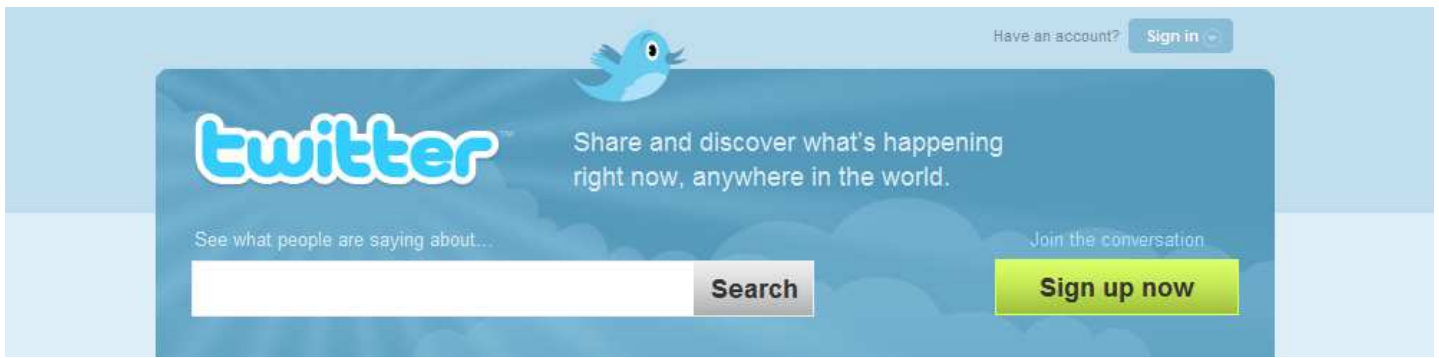 Have an account? Sign in
twitter™
Share and discover what's happening
right now, anywhere in the world.
See what people are saying about...
Search
Join the conversation
Sign up now